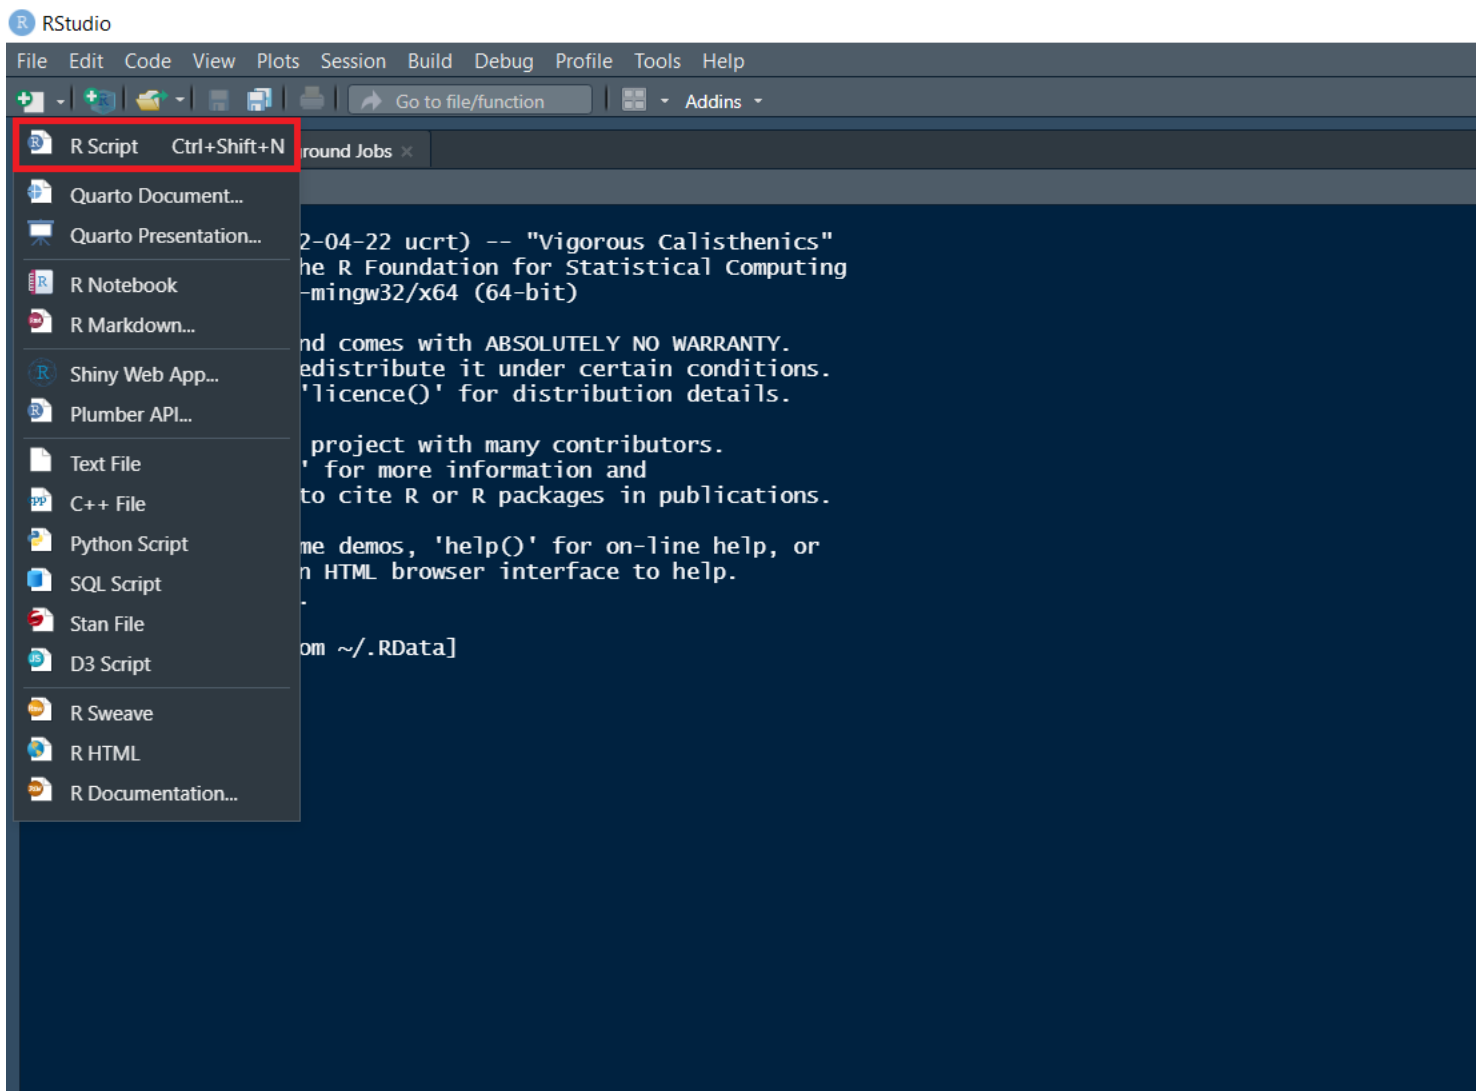 RStudio
File Edit Code View Plots Session Build Debug Profile Tools Help
Go to file/function Addins
R Script Ctrl+Shift+N
round Jobs
Quarto Document...
Quarto Presentation...
R Notebook
R Markdown...
Shiny Web App...
Plumber API...
Text File
C++ File
Python Script
SQL Script
Stan File
D3 Script
R Sweave
R HTML
R Documentation...
2-04-22 ucrt) -- "Vigorous Calisthenics"
he R Foundation for Statistical Computing
-mingw32/x64 (64-bit)
nd comes with ABSOLUTELY NO WARRANTY.
edistribute it under certain conditions.
'licence()' for distribution details.
project with many contributors.
' for more information and
to cite R or R packages in publications.
me demos, 'help()' for on-line help, or
n HTML browser interface to help.
.
om ~/.RData]